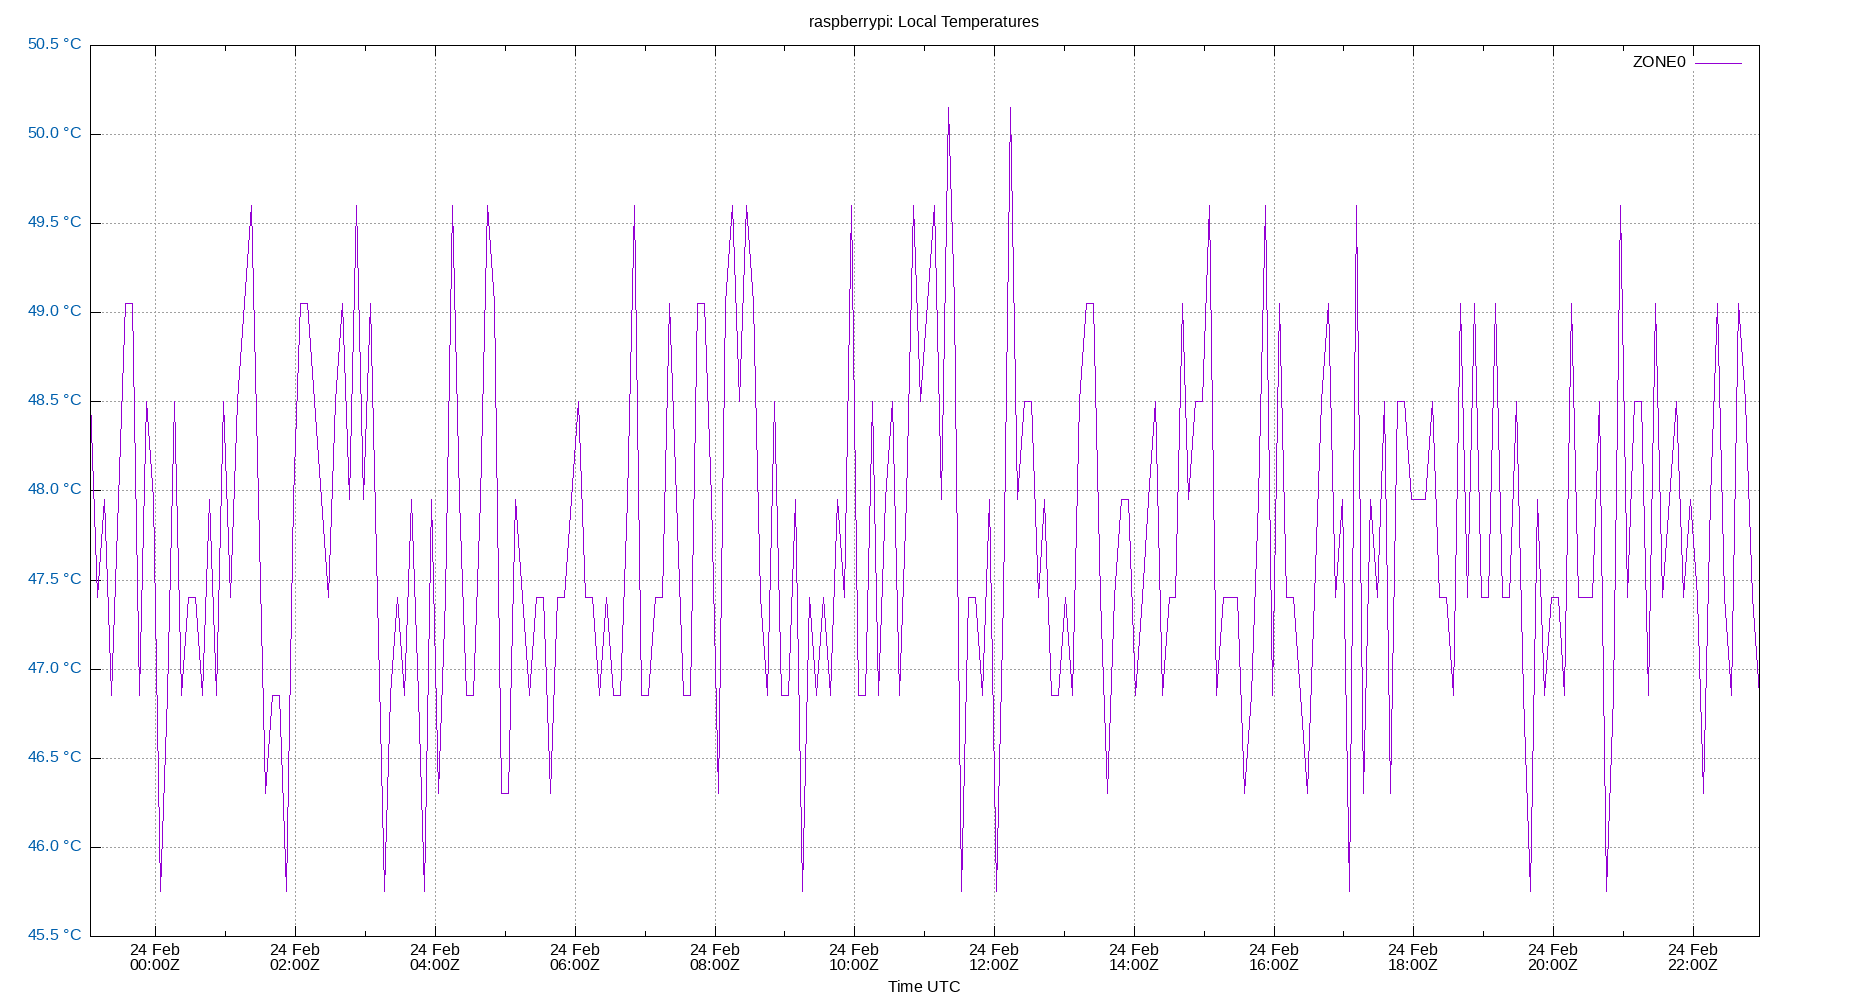 raspberrypi: Local Temperatures
50.5 °C
ZONE0
50.0 °C
49.5 °C
49.0 °C
48.5 °C
48.0 °C
47.5 °C
47.0 °C
46.5 °C
46.0 °C
45.5 °C
24 Feb 24 Feb 24 Feb 24 Feb 24 Feb 24 Feb 24 Feb 24 Feb 24 Feb 24 Feb 24 Feb 24 Feb
00:00Z 02:00Z 04:00Z 06:00Z 08:00Z 10:00Z 12:00Z 14:00Z 16:00Z 18:00Z 20:00Z 22:00Z
Time UTC